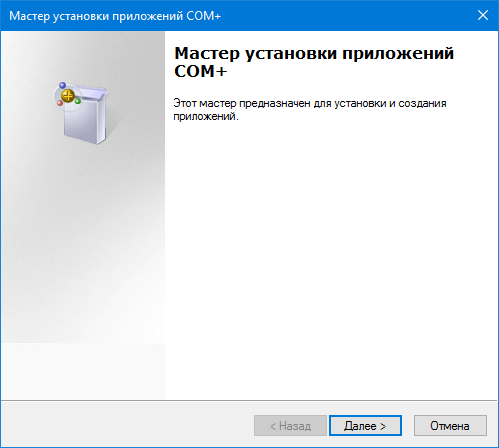 Мастер установки приложений COM+
Мастер установки приложений
COM+
Этот мастер предназначен для установки и создания
приложений.
< Назад
Далее >
Отмена